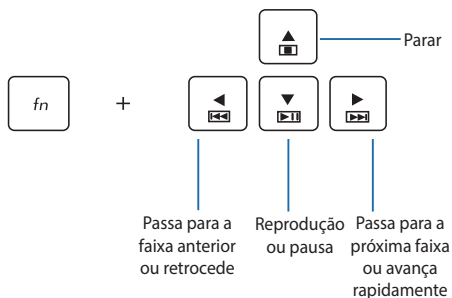 Parar
fn
+
Passa para a
faixa anterior
ou retrocede
Reprodução
ou pausa
Passa para a
próxima faixa
ou avança
rapidamente